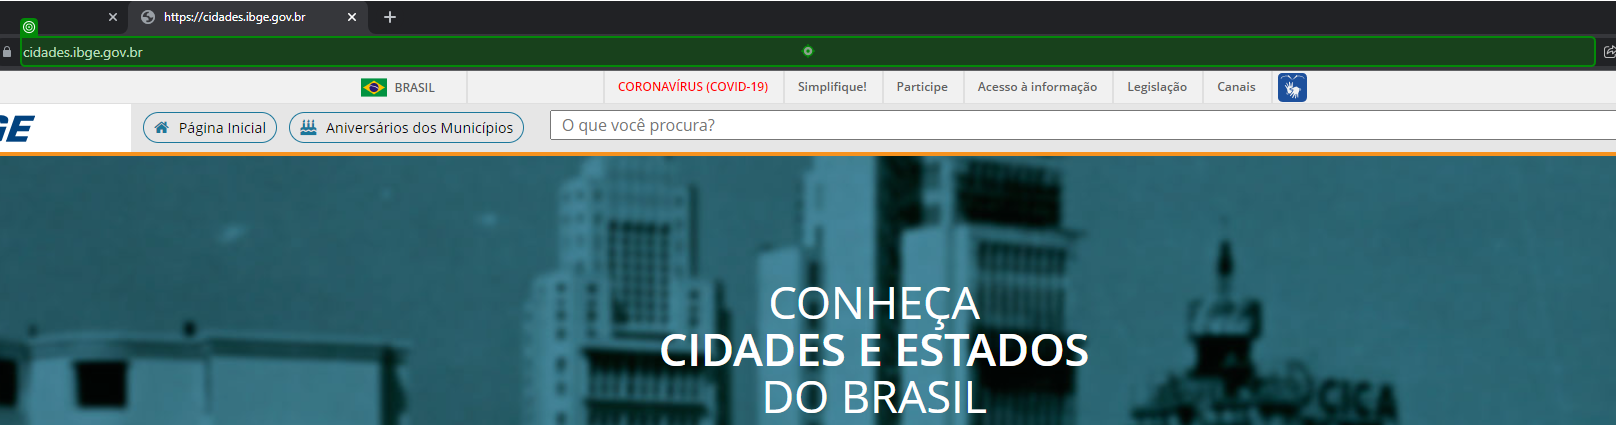 https://cidades.ibge.gov.br
cidades.ibge.gov.br
BRASIL
CORONAVÍRUS (COVID-19)
Simplifique!
Participe
Acesso à informação
Legislação
Canais
GE
Página Inicial
Aniversários dos Municípios
O que você procura?
CONHEÇA
CIDADES E ESTADOS
DO BRASIL
CICA